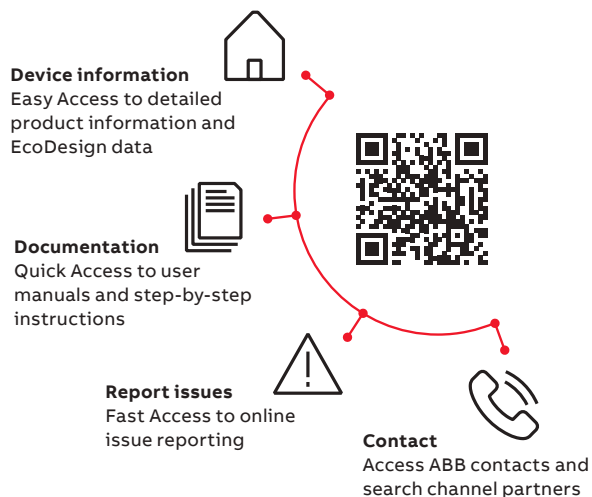 Device information
Easy Access to detailed
product information and
EcoDesign data
Documentation
Quick Access to user
manuals and step-by-step
instructions
Report issues
Fast Access to online
issue reporting
Contact
Access ABB contacts and
search channel partners